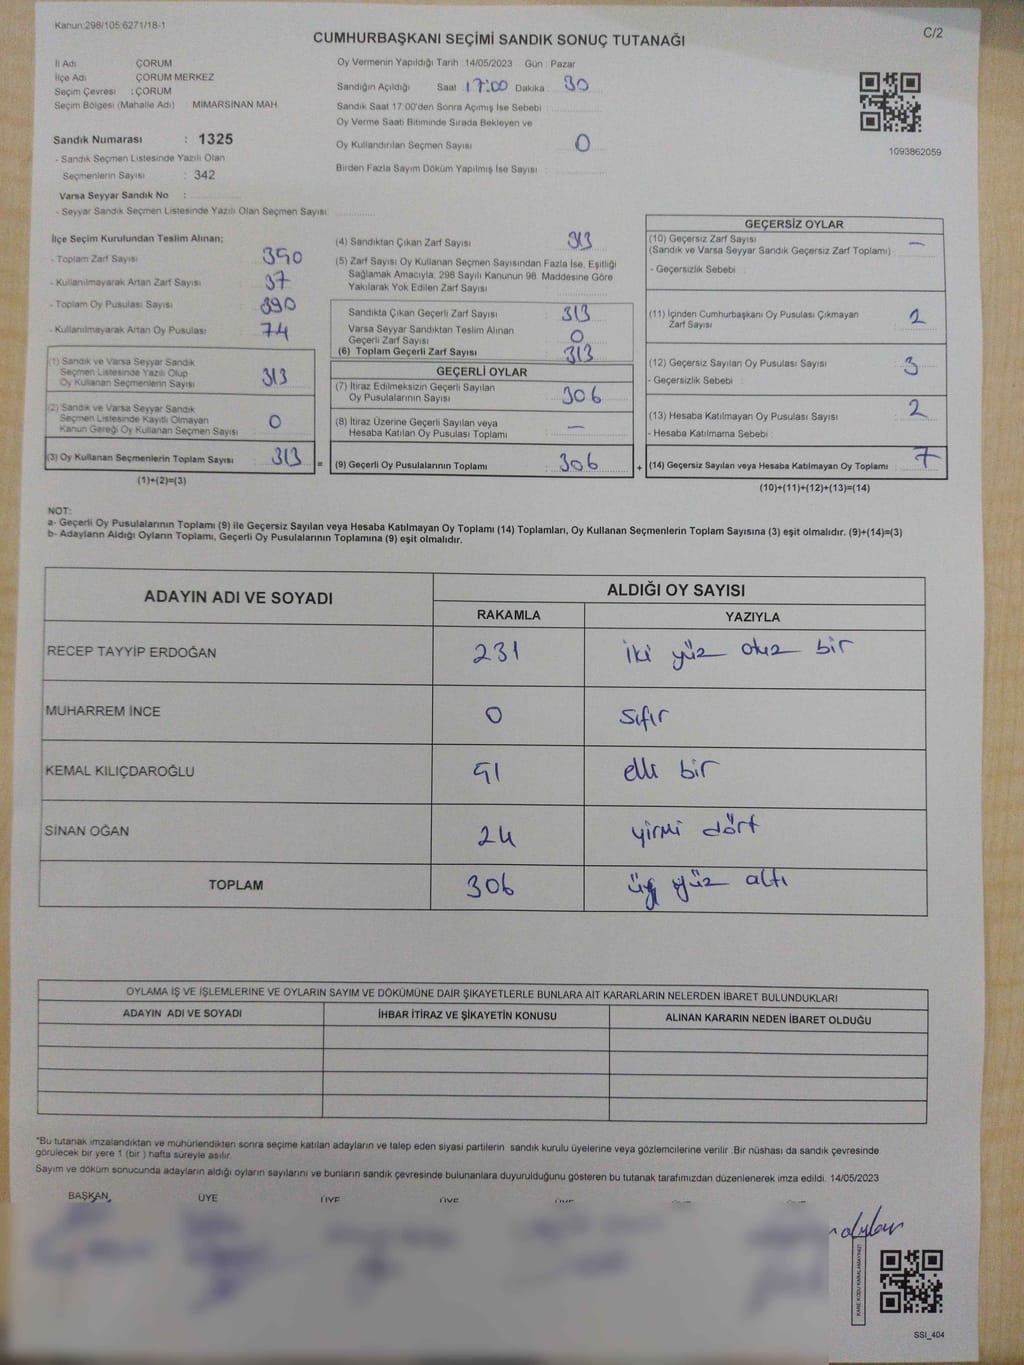 Kanun:298/105;6271/18-1
C/2
CUMHURBAŞKANI SEÇİMİ SANDIK SONUÇ TUTANAĞI
İl Adı ÇORUM
İlçe Adı ÇORUM MERKEZ
Seçim Çevresi : ÇORUM
Seçim Bölgesi (Mahalle Adı) : MIMARSİNAN MAH.
Sandık Numarası : 1325
- Sandık Seçmen Listesinde Yazılı Olan
Seçmenlerin Sayısı : 342
Varsa Seyyar Sandık No :
- Seyyar Sandık Seçmen Listesinde Yazılı Olan Seçmen Sayısı:
Oy Vermenin Yapıldığı Tarih :14/05/2023 Gün : Pazar
Sandığın Açıldığı Saat 17:00 Dakika : 30
Sandık Saat 17:00'den Sonra Açımış İse Sebebi :
Oy Verme Saati Bitiminde Sırada Bekleyen ve
Oy Kullandırılan Seçmen Sayısı : 0
Birden Fazla Sayım Döküm Yapılmış İse Sayısı :
1093862059
İlçe Seçim Kurulundan Teslim Alınan:
- Toplam Zarf Sayısı : 350
- Kullanılmayarak Artan Zarf Sayısı : 37
- Toplam Oy Pusulası Sayısı : 390
- Kullanılmayarak Artan Oy Pusulası : 74
(1) Sandık ve Varsa Seyyar Sandık
Seçmen Listesinde Yazılı Olup
Oy Kullanan Seçmenlerin Sayısı : 313
(2) Sandık ve Varsa Seyyar Sandık
Seçmen Listesinde Kayıtlı Olmayan
Kanun Gereği Oy Kullanan Seçmen Sayısı : 0
(3) Oy Kullanan Seçmenlerin Toplam Sayısı : 313 =
(1)+(2)=(3)
(4) Sandıktan Çıkan Zarf Sayısı : 313
(5) Zarf Sayısı Oy Kullanan Seçmen Sayısından Fazla İse, Eşitliği
Sağlamak Amacıyla, 298 Sayılı Kanunun 98. Maddesine Göre
Yakılarak Yok Edilen Zarf Sayısı :
Sandıkta Çıkan Geçerli Zarf Sayısı : 313
Varsa Seyyar Sandıktan Teslim Alınan
Geçerli Zarf Sayısı : 0
(6) Toplam Geçerli Zarf Sayısı : 313
GEÇERLİ OYLAR
(7) İtiraz Edilmeksizin Geçerli Sayılan
Oy Pusulalarının Sayısı : 306
(8) İtiraz Üzerine Geçerli Sayılan veya
Hesaba Katılan Oy Pusulası Toplamı : —
(9) Geçerli Oy Pusulalarının Toplamı : 306 +
GEÇERSİZ OYLAR
(10) Geçersiz Zarf Sayısı : —
(Sandık ve Varsa Seyyar Sandık Geçersiz Zarf Toplamı)
- Geçersizlik Sebebi :
(11) İçinden Cumhurbaşkanı Oy Pusulası Çıkmayan
Zarf Sayısı : 2
(12) Geçersiz Sayılan Oy Pusulası Sayısı : 3
- Geçersizlik Sebebi :
(13) Hesaba Katılmayan Oy Pusulası Sayısı : 2
- Hesaba Katılmama Sebebi :
(14) Geçersiz Sayılan veya Hesaba Katılmayan Oy Toplamı : 7
(10)+(11)+(12)+(13)=(14)
NOT:
a- Geçerli Oy Pusulalarının Toplamı (9) ile Geçersiz Sayılan veya Hesaba Katılmayan Oy Toplamı (14) Toplamları, Oy Kullanan Seçmenlerin Toplam Sayısına (3) eşit olmalıdır. (9)+(14)=(3)
b- Adayların Aldığı Oyların Toplamı, Geçerli Oy Pusulalarının Toplamına (9) eşit olmalıdır.
ADAYIN ADI VE SOYADI
ALDIĞI OY SAYISI
RAKAMLA YAZIYLA
RECEP TAYYİP ERDOĞAN 231 iki yüz otuz bir
MUHARREM İNCE 0 sıfır
KEMAL KILIÇDAROĞLU 51 elli bir
SİNAN OĞAN 24 yirmi dört
TOPLAM 306 üç yüz altı
OYLAMA İŞ VE İŞLEMLERİNE VE OYLARIN SAYIM VE DÖKÜMÜNE DAİR ŞİKAYETLERLE BUNLARA AİT KARARLARIN NELERDEN İBARET BULUNDUKLARI
ADAYIN ADI VE SOYADI İHBAR İTİRAZ VE ŞİKAYETİN KONUSU ALINAN KARARIN NEDEN İBARET OLDUĞU
"Bu tutanak imzalandıktan ve mühürlendikten sonra seçime katılan adayların ve talep eden siyasi partilerin sandık kurulu üyelerine veya gözlemcilerine verilir .Bir nüshası da sandık çevresinde
görülecek bir yere 1 (bir ) hafta süreyle asılır.
Sayım ve döküm sonucunda adayların aldığı oyların sayılarını ve bunların sandık çevresinde bulunanlara duyurulduğunu gösteren bu tutanak tarafımızdan düzenlenerek imza edildi. 14/05/2023
BAŞKAN ÜYE ÜYE ÜYE
KARE KODU KARALAMAYINIZ!
SSI_404